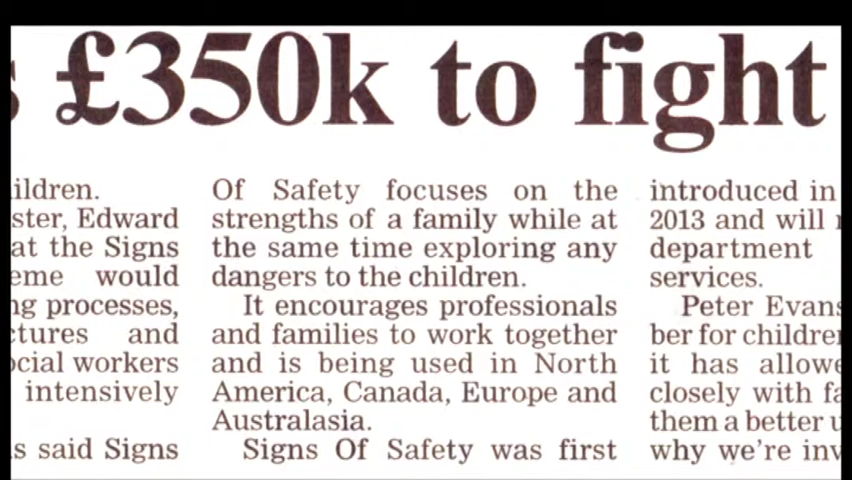 s £350k to fight
ildren.
ster, Edward
at the Signs
eme would
ng processes,
ctures and
ocial workers
intensively
s said Signs
Of Safety focuses on the
strengths of a family while at
the same time exploring any
dangers to the children.
It encourages professionals
and families to work together
and is being used in North
America, Canada, Europe and
Australasia.
Signs Of Safety was first
introduced in
2013 and will
department
services.
Peter Evans
ber for childre
it has allowe
closely with fa
them a better u
why we're inv